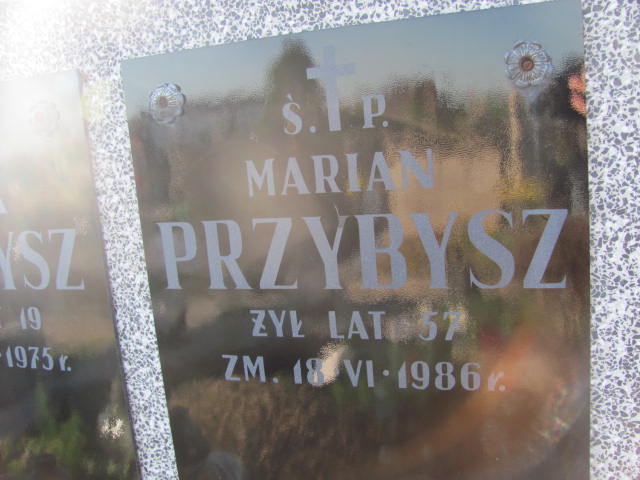 YSZ
19
1975 r.
Ś. P.
MARIAN
PRZYBYSZ
ŻYŁ LAT 57
ZM. 18 VI · 1986 r.